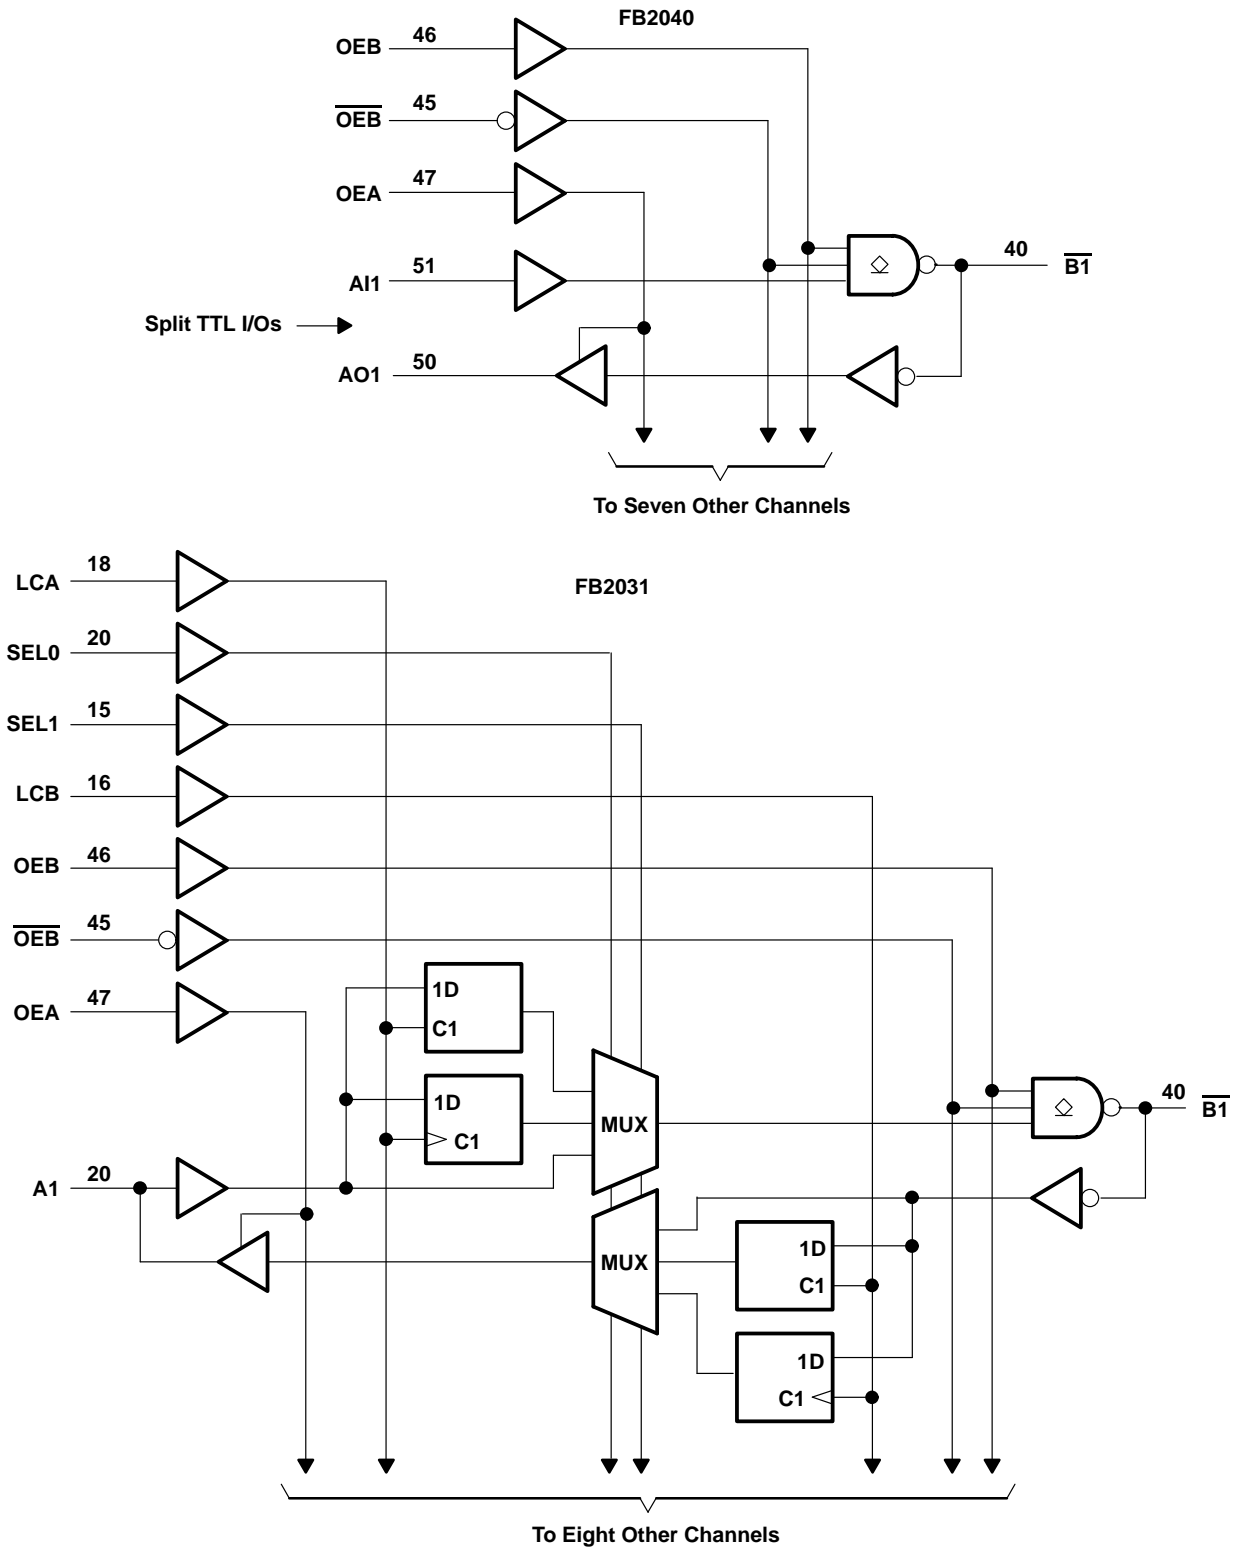 FB2040
OEB 46
OEB 45
OEA 47
AI1 51
40 B1
Split TTL I/Os
AO1 50
To Seven Other Channels
LCA 18
FB2031
SEL0 20
SEL1 15
LCB 16
OEB 46
OEB 45
OEA 47
1D
C1
1D
C1
MUX
40 B1
A1 20
MUX
1D
C1
1D
C1
To Eight Other Channels